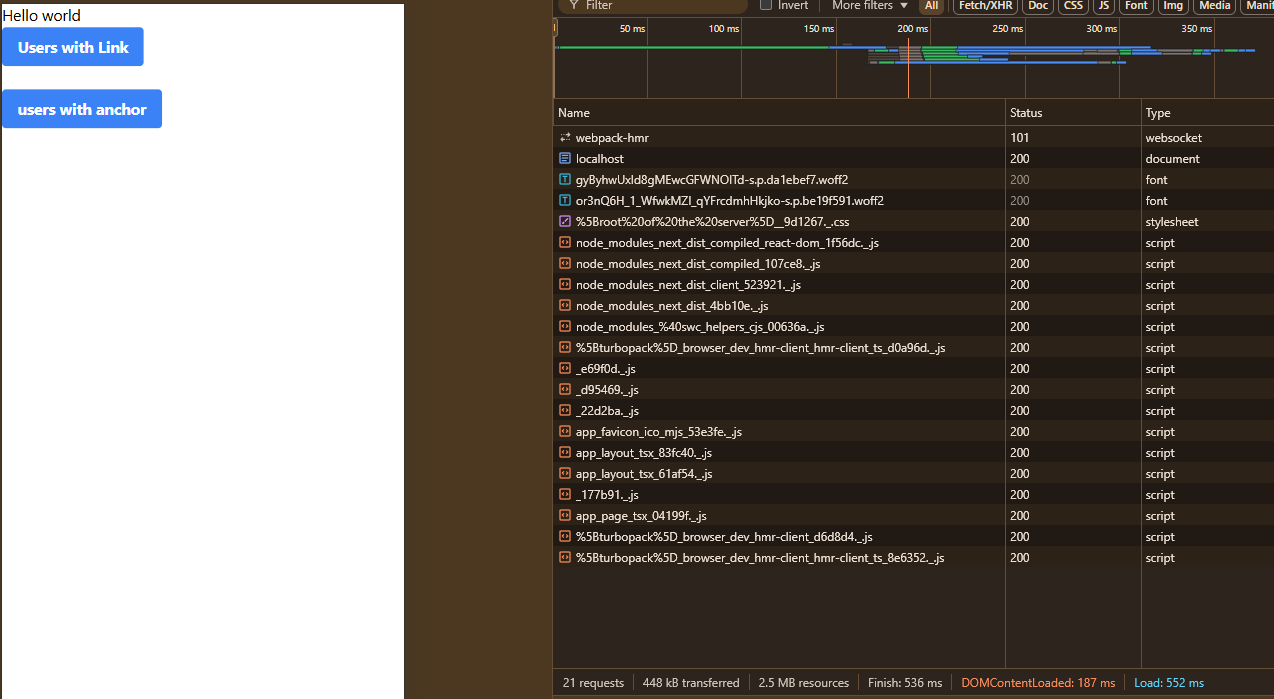 Hello world
Users with Link
users with anchor
Filter Invert More filters All Fetch/XHR Doc CSS JS Font Img Media
50 ms 100 ms 150 ms 200 ms 250 ms 300 ms 350 ms
Name Status Type
webpack-hmr 101 websocket
localhost 200 document
200 font
200 font
%5Broot%20of%20the%20server%5D__9d1267._.css 200 stylesheet
node_modules_next_dist_compiled_react-dom_1f56dc._.js 200 script
node_modules_next_dist_compiled_107ce8._.js 200 script
node_modules_next_dist_client_523921._.js 200 script
node_modules_next_dist_4bb10e._.js 200 script
node_modules_%40swc_helpers_cjs_00636a._.js 200 script
%5Bturbopack%5D_browser_dev_hmr-client_hmr-client_ts_d0a96d._.js 200 script
_e69f0d._.js 200 script
_d95469._.js 200 script
_22d2ba._.js 200 script
app_favicon_ico_mjs_53e3fe._.js 200 script
app_layout_tsx_83fc40._.js 200 script
app_layout_tsx_61af54._.js 200 script
_177b91._.js 200 script
app_page_tsx_04199f._.js 200 script
%5Bturbopack%5D_browser_dev_hmr-client_d6d8d4._.js 200 script
%5Bturbopack%5D_browser_dev_hmr-client_hmr-client_ts_8e6352._.js 200 script
21 requests 448 kB transferred 2.5 MB resources Finish: 536 ms DOMContentLoaded: 187 ms Load: 552 ms